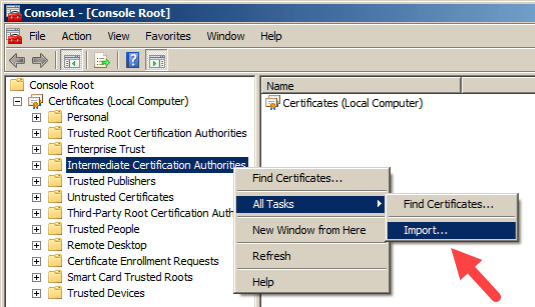 Console1 - [Console Root]
File Action View Favorites Window Help
Console Root
Certificates (Local Computer)
Personal
Trusted Root Certification Authorities
Enterprise Trust
Intermediate Certification Authorities
Trusted Publishers
Untrusted Certificates
Third-Party Root Certification Auth
Trusted People
Remote Desktop
Certificate Enrollment Requests
Smart Card Trusted Roots
Trusted Devices
Name
Certificates (Local Computer)
Find Certificates...
All Tasks
New Window from Here
Refresh
Help
Find Certificates...
Import...